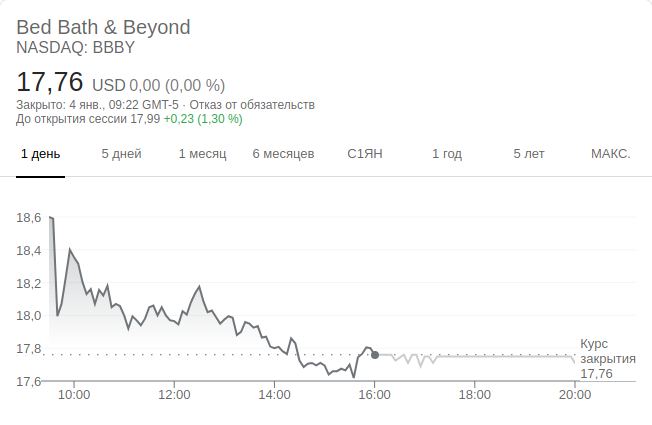 Bed Bath & Beyond
NASDAQ: BBBY
17,76 USD 0,00 (0,00 %)
Закрыто: 4 янв., 09:22 GMT-5 · Отказ от обязательств
До открытия сессии 17,99 +0,23 (1,30 %)
1 день 5 дней 1 месяц 6 месяцев С1ЯН 1 год 5 лет МАКС.
18,6
18,4
18,2
18,0
17,8
17,6
Курс
закрытия
17,76
10:00 12:00 14:00 16:00 18:00 20:00